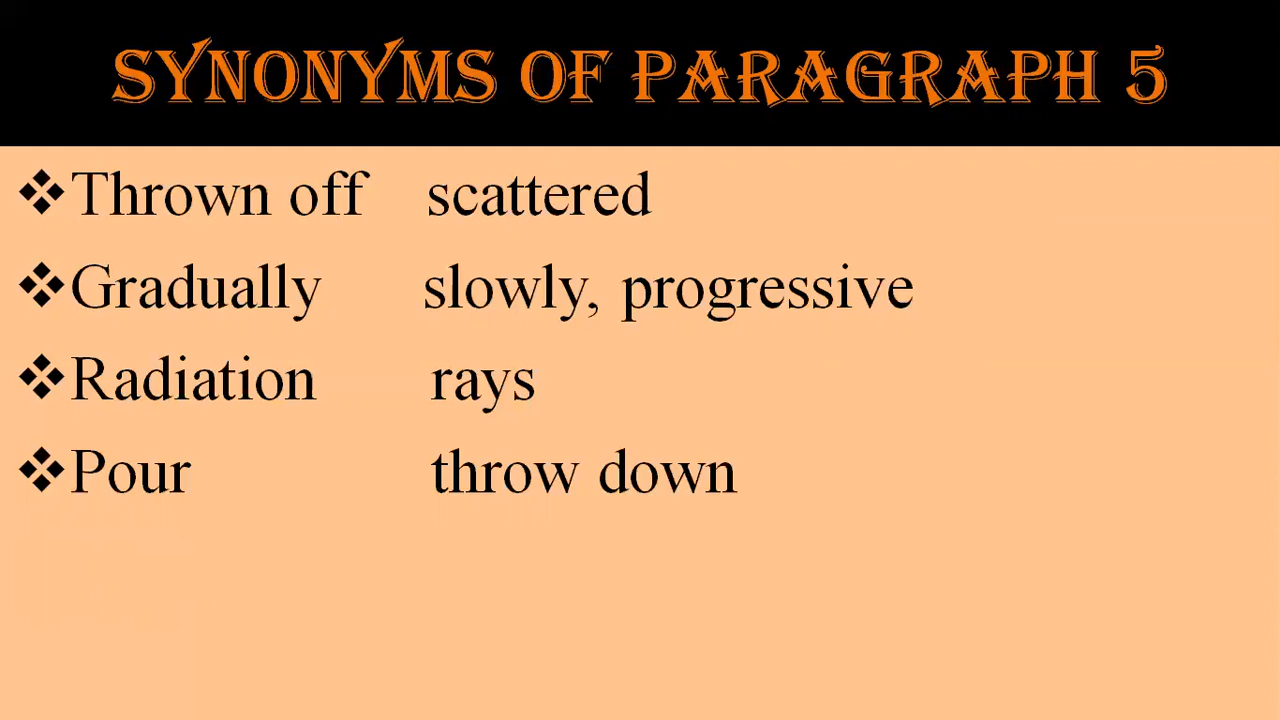 SYNONYMS OF PARAGRAPH 5
❖Thrown off scattered
❖Gradually slowly, progressive
❖Radiation rays
❖Pour throw down